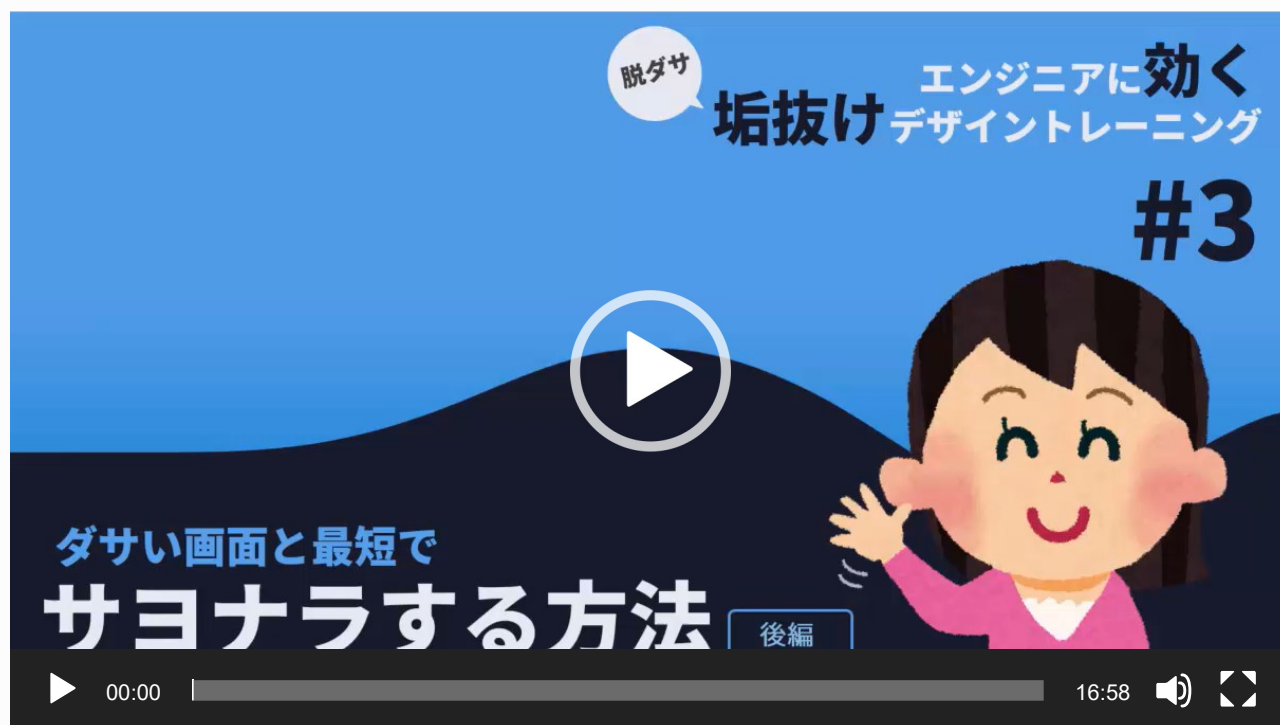 脱ダサ
エンジニアに効く
垢抜けデザイントレーニング
#3
ダサい画面と最短で
サヨナラする方法
後編
00:00
16:58